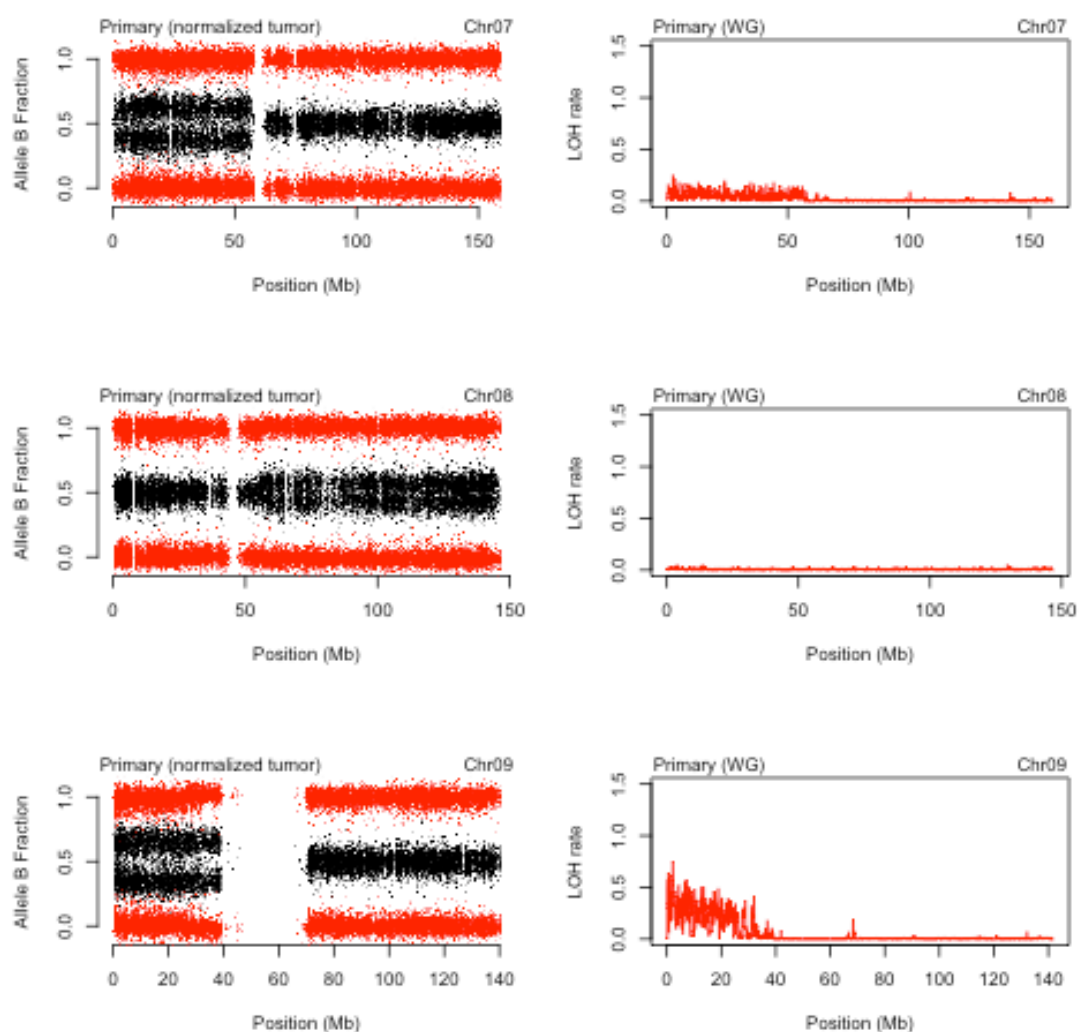 Primary (normalized tumor) Chr07
Allele B Fraction
1.0
0.5
0.0
0 50 100 150
Position (Mb)
Primary (WG) Chr07
LOH rate
1.5
1.0
0.5
0.0
0 50 100 150
Position (Mb)
Primary (normalized tumor) Chr08
Allele B Fraction
1.0
0.5
0.0
0 50 100 150
Position (Mb)
Primary (WG) Chr08
LOH rate
1.5
1.0
0.5
0.0
0 50 100 150
Position (Mb)
Primary (normalized tumor) Chr09
Allele B Fraction
1.0
0.5
0.0
0 20 40 60 80 100 120 140
Position (Mb)
Primary (WG) Chr09
LOH rate
1.5
1.0
0.5
0.0
0 20 40 60 80 100 120 140
Position (Mb)